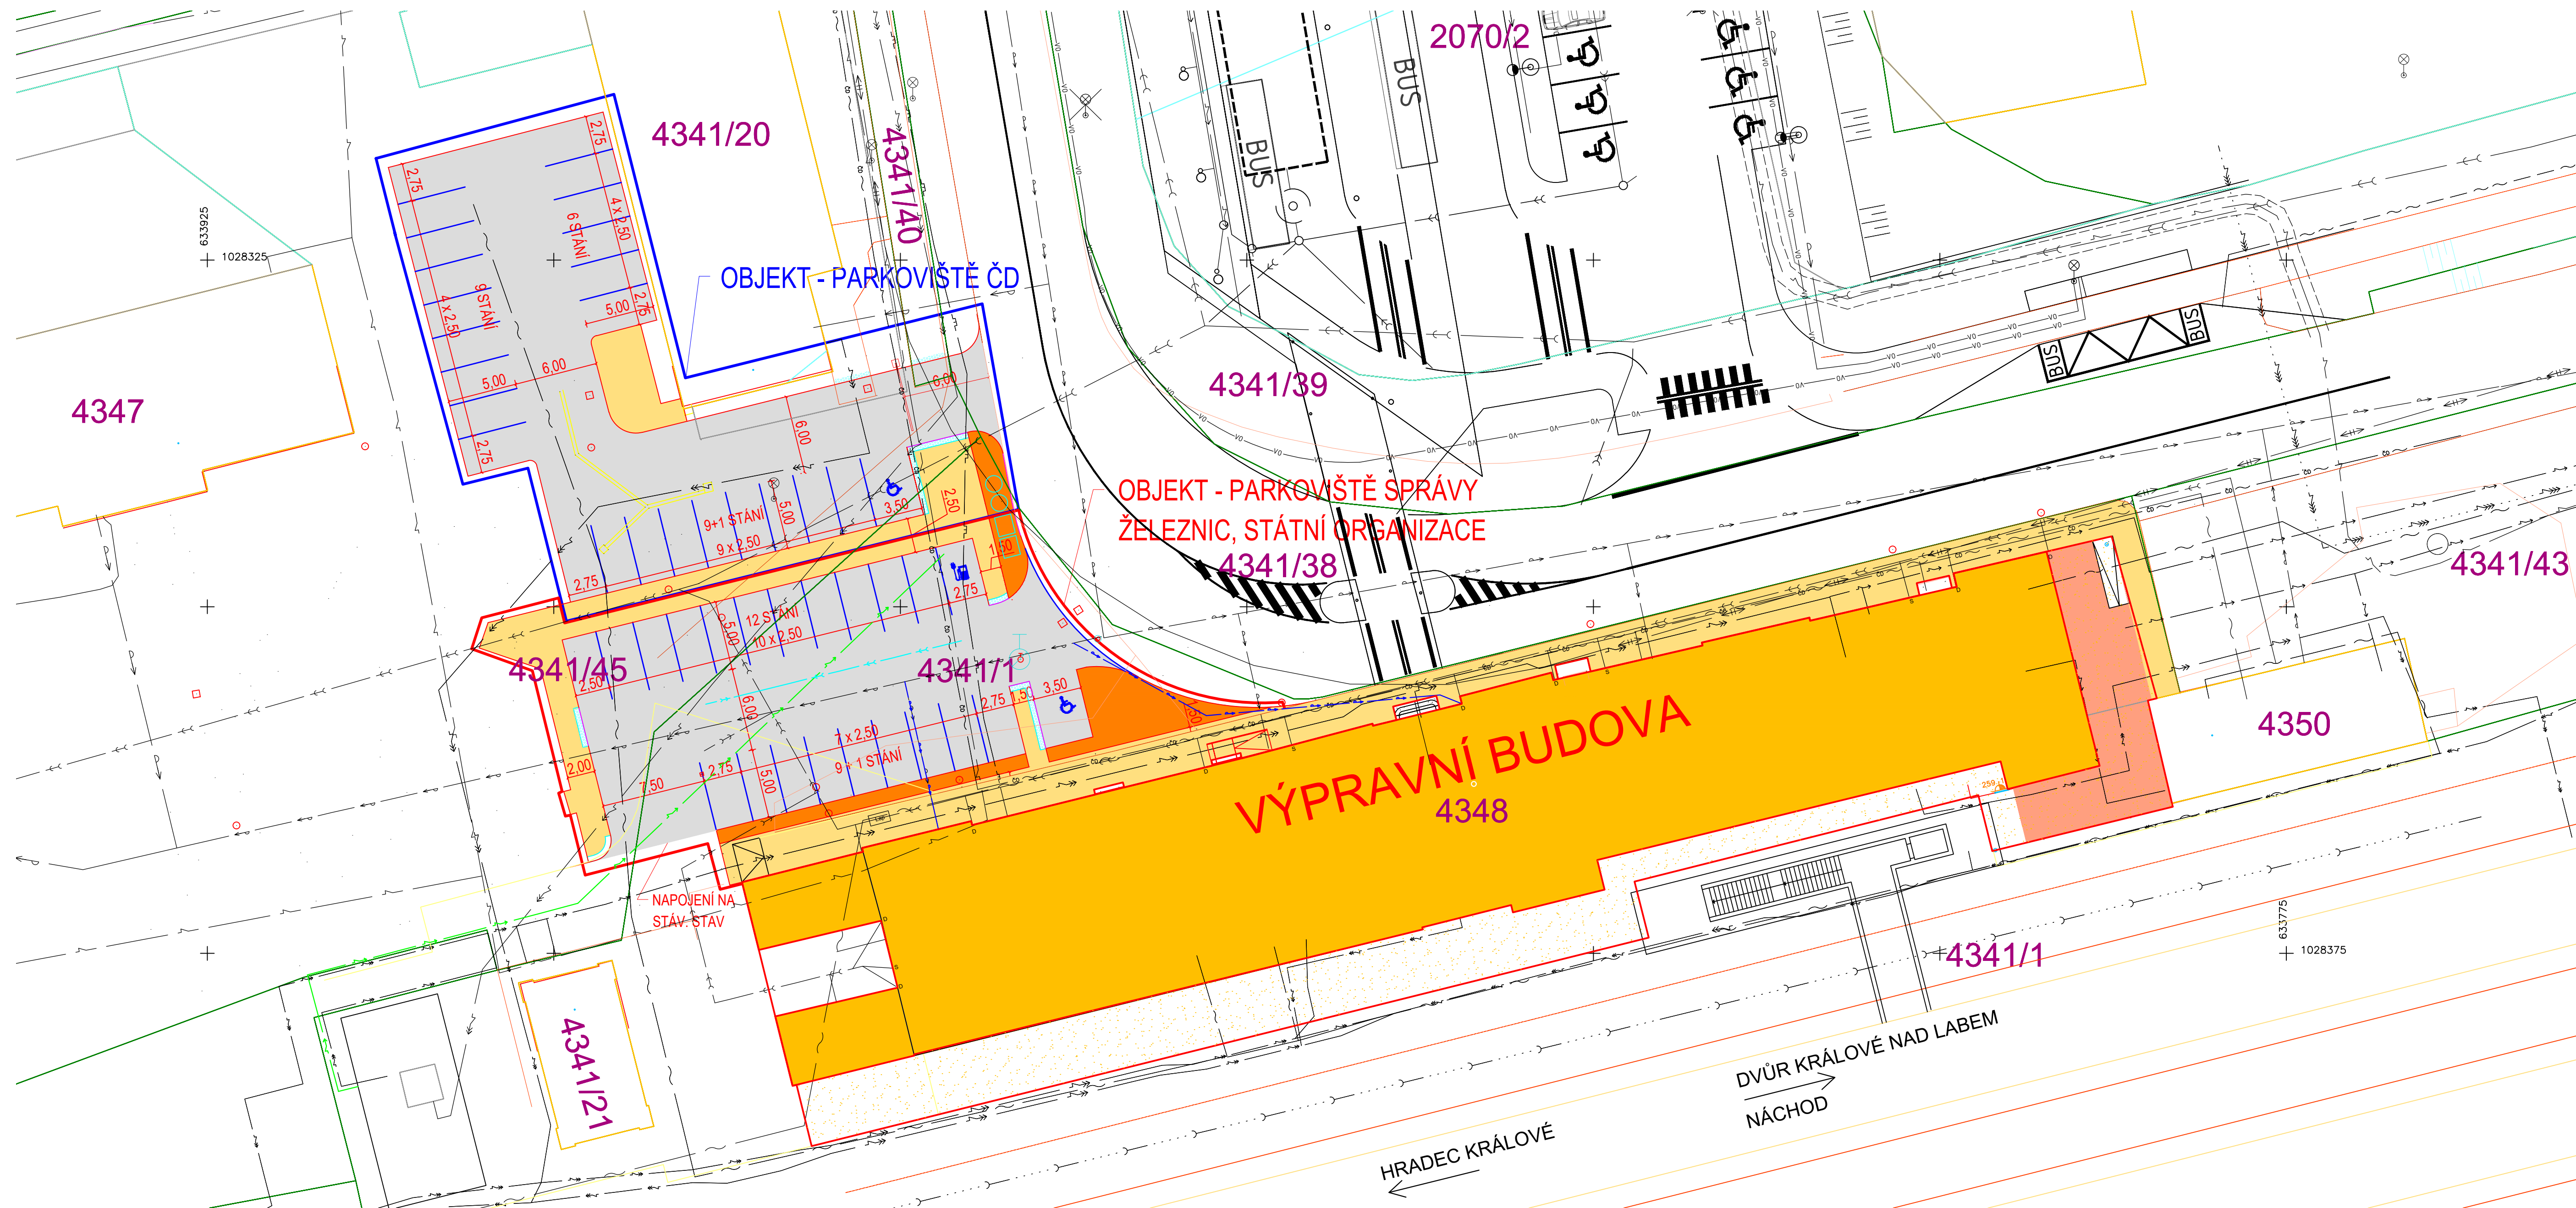 2070/2
4341/20
4341/40
BUS
BUS
2,75
2,75
4 x 2,50
6 STÁNÍ
9 STÁNÍ
4 x 2,50
5,00
2,75
633925
1028325
OBJEKT - PARKOVIŠTĚ ČD
5,00
6,00
6,00
6,00
2,75
4347
4341/39
BUS
BUS
9+1 STÁNÍ
9 x 2,50
5,00
3,50
2,50
2,75
1,50
OBJEKT - PARKOVIŠTĚ SPRÁVY
ŽELEZNIC, STÁTNÍ ORGANIZACE
4341/38
4341/43
12 STÁNÍ
10 x 2,50
5,00
2,75
4341/45
4341/1
2,50
6,00
2,75
1,50
3,50
1,50
7 x 2,50
9 + 1 STÁNÍ
2,00
7,50
2,75
5,00
VÝPRAVNÍ BUDOVA
4348
4350
NAPOJENÍ NA
STÁV. STAV
4341/21
4341/1
633775
1028375
DVŮR KRÁLOVÉ NAD LABEM
NÁCHOD
HRADEC KRÁLOVÉ